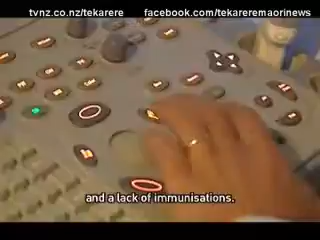 tvnz.co.nz/tekarere facebook.com/tekareremaorinews
and a lack of immunisations.